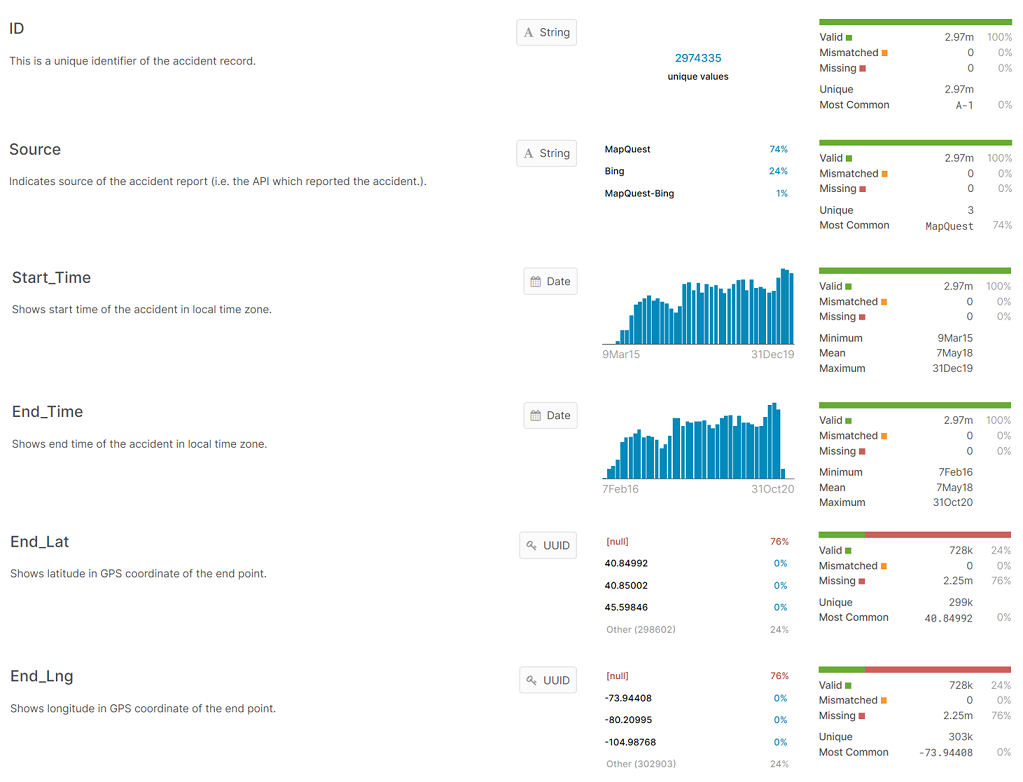 ID
String
This is a unique identifier of the accident record.
2974335
unique values
Valid 2.97m 100%
Mismatched 0 0%
Missing 0 0%
Unique 2.97m
Most Common A-1 0%
Source
String
Indicates source of the accident report (i.e. the API which reported the accident.).
MapQuest 74%
Bing 24%
MapQuest-Bing 1%
Valid 2.97m 100%
Mismatched 0 0%
Missing 0 0%
Unique 3
Most Common MapQuest 74%
Start_Time
Date
Shows start time of the accident in local time zone.
9Mar15 31Dec19
Valid 2.97m 100%
Mismatched 0 0%
Missing 0 0%
Minimum 9Mar15
Mean 7May18
Maximum 31Dec19
End_Time
Date
Shows end time of the accident in local time zone.
7Feb16 31Oct20
Valid 2.97m 100%
Mismatched 0 0%
Missing 0 0%
Minimum 7Feb16
Mean 7May18
Maximum 31Oct20
End_Lat
UUID
Shows latitude in GPS coordinate of the end point.
[null] 76%
40.84992 0%
40.85002 0%
45.59846 0%
Other (298602) 24%
Valid 728k 24%
Mismatched 0 0%
Missing 2.25m 76%
Unique 299k
Most Common 40.84992 0%
End_Lng
UUID
Shows longitude in GPS coordinate of the end point.
[null] 76%
-73.94408 0%
-80.20995 0%
-104.98768 0%
Other (302903) 24%
Valid 728k 24%
Mismatched 0 0%
Missing 2.25m 76%
Unique 303k
Most Common -73.94408 0%